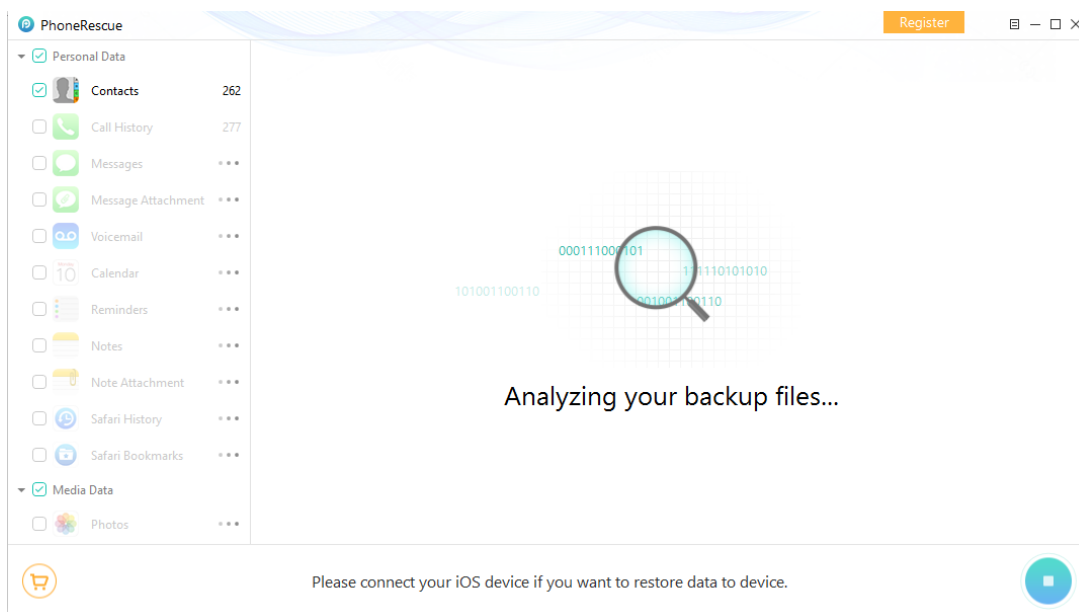 PhoneRescue
Register
Personal Data
Contacts 262
Call History 277
Messages
Message Attachment
Voicemail
10 Calendar
Reminders
Notes
Note Attachment
Safari History
Safari Bookmarks
Media Data
Photos
000111000101
111110101010
101001100110
001001100110
Analyzing your backup files...
Please connect your iOS device if you want to restore data to device.